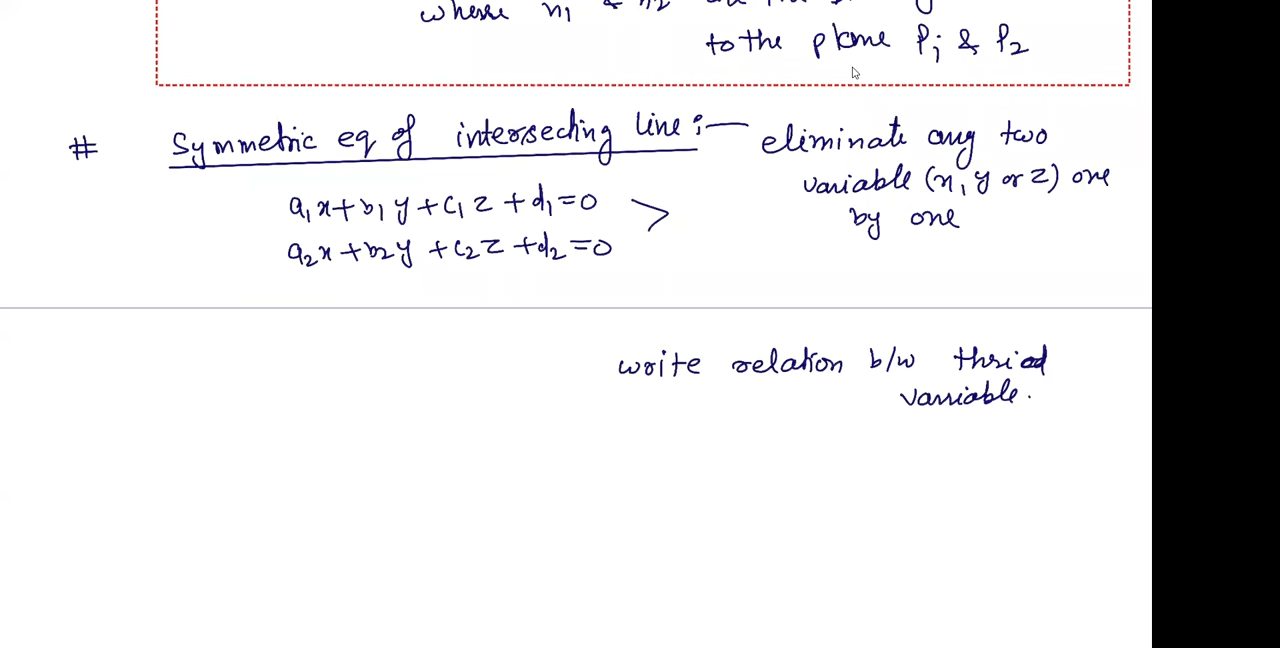 where n1
to the plane P1 & P2
# Symmetric eq of intersecting line :— eliminate any two
variable (x, y or z) one
by one
a1x+b1y+c1z+d1=0
a2x+b2y+c2z+d2=0 >
write relation b/w thried
variable.